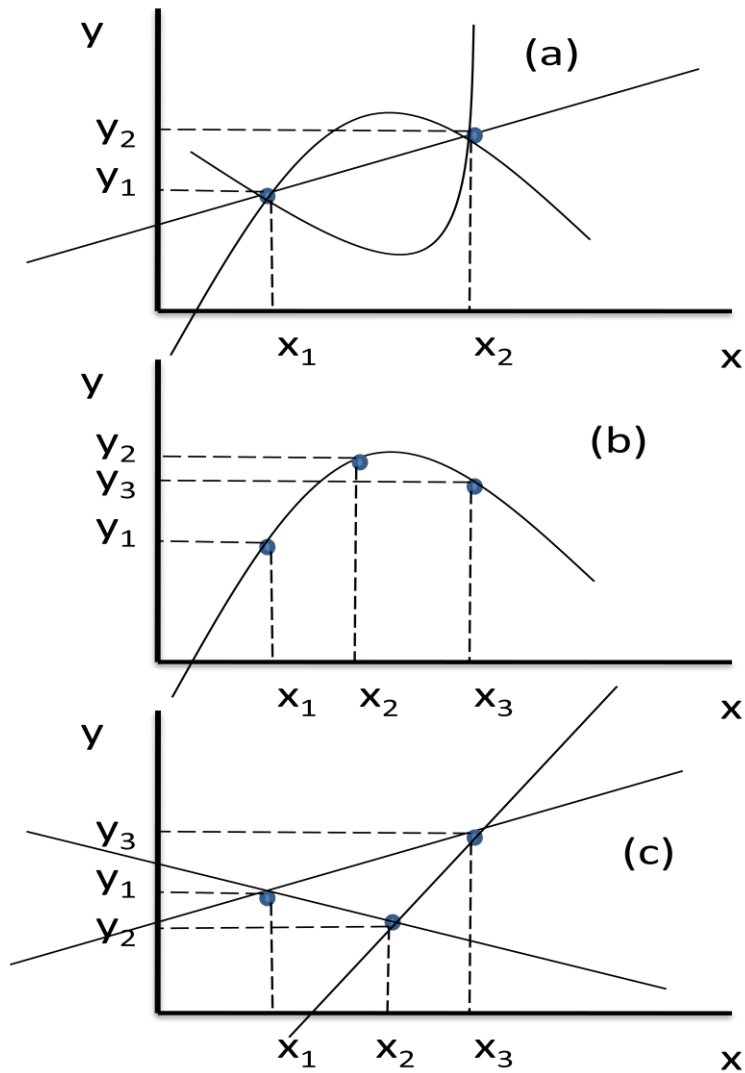 y
(a)
y₂
y₁
x₁ x₂ x
y
(b)
y₂
y₃
y₁
x₁ x₂ x₃ x
y
y₃
(c)
y₁
y₂
x₁ x₂ x₃ x